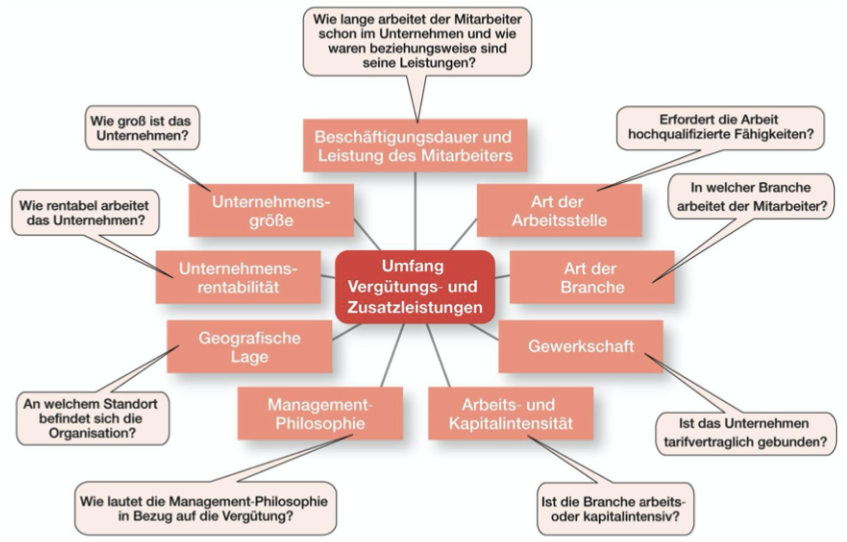 Wie lange arbeitet der Mitarbeiter
schon im Unternehmen und wie
waren beziehungsweise sind
seine Leistungen?
Beschäftigungsdauer und
Leistung des Mitarbeiters
Wie groß ist das
Unternehmen?
Unternehmens-
größe
Erfordert die Arbeit
hochqualifizierte Fähigkeiten?
Art der
Arbeitsstelle
Wie rentabel arbeitet
das Unternehmen?
Unternehmens-
rentabilität
In welcher Branche
arbeitet der Mitarbeiter?
Art der
Branche
Umfang
Vergütungs- und
Zusatzleistungen
Geografische
Lage
An welchem Standort
befindet sich die
Organisation?
Gewerkschaft
Ist das Unternehmen
tarifvertraglich gebunden?
Management-
Philosophie
Wie lautet die Management-Philosophie
in Bezug auf die Vergütung?
Arbeits- und
Kapitalintensität
Ist die Branche arbeits-
oder kapitalintensiv?